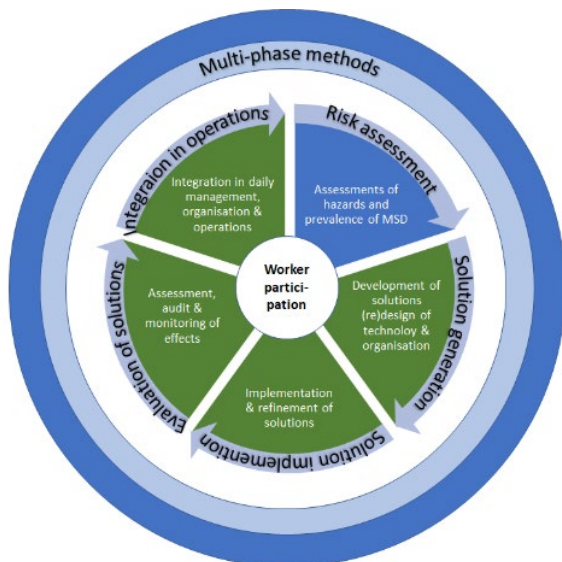 Multi-phase methods
Risk assessment
Assessments of
hazards and
prevalence of MSD
Solution generation
Development of
solutions
(re)design of
technoloy &
organisation
Solution implemention
Implementation
& refinement of
solutions
Evaluation of solutions
Assessment,
audit &
monitoring of
effects
Integraion in operations
Integration in daily
management,
organisation &
operations
Worker
partici-
pation